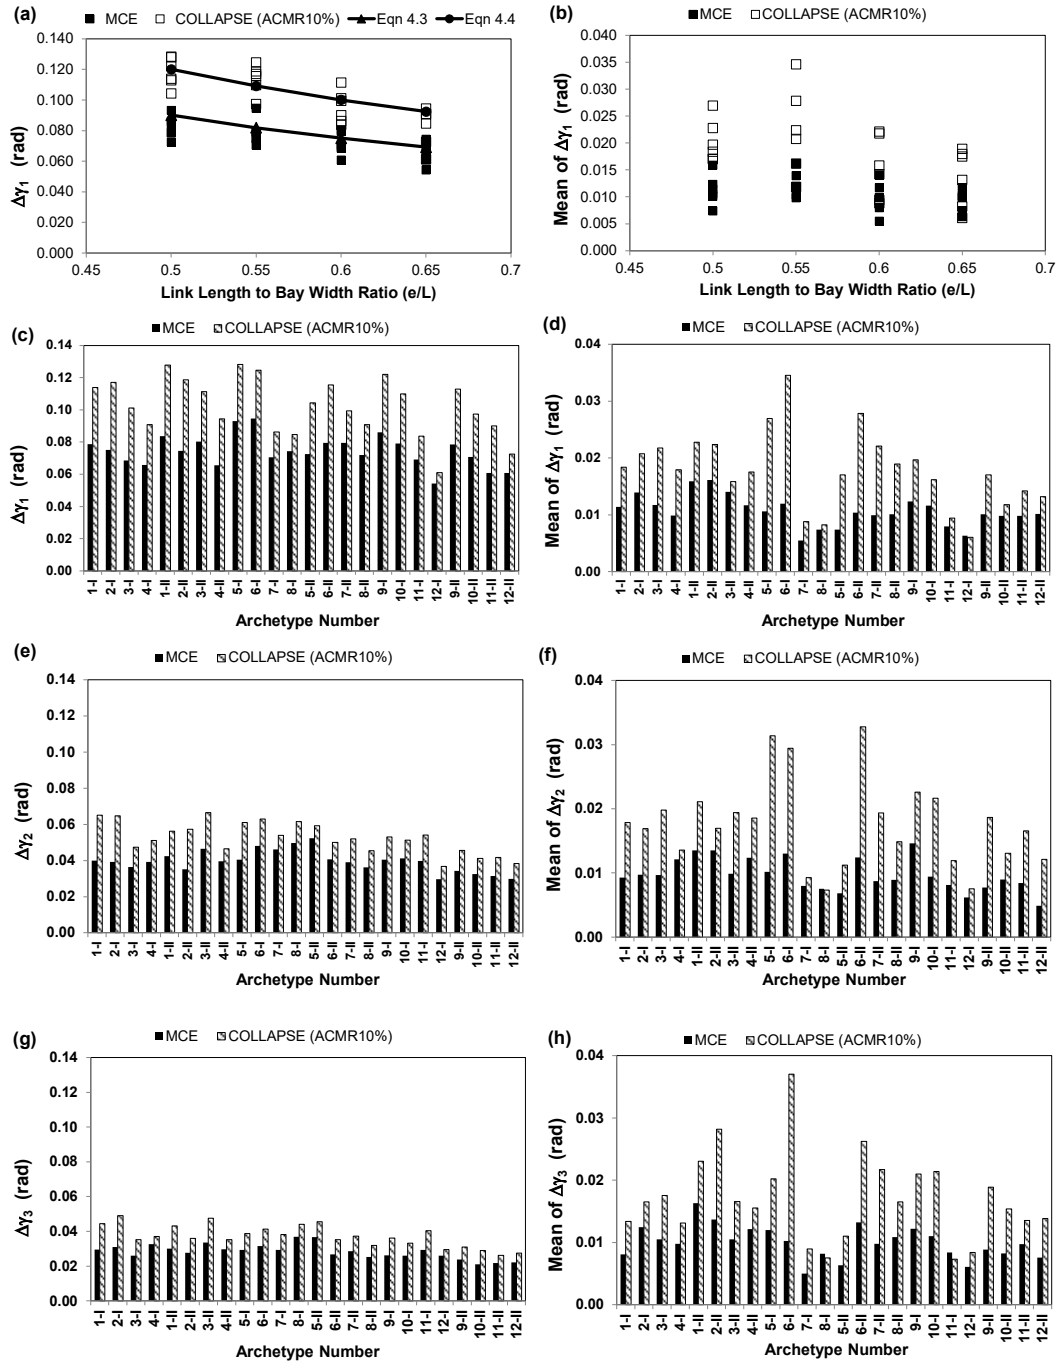 (a) ■ MCE □ COLLAPSE (ACMR10%) Eqn 4.3 Eqn 4.4
0.140
0.120
0.100
0.080
0.060
0.040
0.020
0.000
Δγ1 (rad)
0.45 0.5 0.55 0.6 0.65 0.7
Link Length to Bay Width Ratio (e/L)
(b) ■ MCE □ COLLAPSE (ACMR10%)
0.040
0.035
0.030
0.025
0.020
0.015
0.010
0.005
0.000
Mean of Δγ1 (rad)
0.45 0.5 0.55 0.6 0.65 0.7
Link Length to Bay Width Ratio (e/L)
(c) MCE COLLAPSE (ACMR10%)
0.14
0.12
0.10
0.08
0.06
0.04
0.02
0.00
Δγ1 (rad)
1-I 2-I 3-I 4-I 1-II 2-II 3-II 4-II 5-I 6-I 7-I 8-I 5-II 6-II 7-II 8-II 9-I 10-I 11-I 12-I 9-II 10-II 11-II 12-II
Archetype Number
(d) MCE COLLAPSE (ACMR10%)
0.04
0.03
0.02
0.01
0.00
Mean of Δγ1 (rad)
1-I 2-I 3-I 4-I 1-II 2-II 3-II 4-II 5-I 6-I 7-I 8-I 5-II 6-II 7-II 8-II 9-I 10-I 11-I 12-I 9-II 10-II 11-II 12-II
Archetype Number
(e) MCE COLLAPSE (ACMR10%)
0.14
0.12
0.10
0.08
0.06
0.04
0.02
0.00
Δγ2 (rad)
1-I 2-I 3-I 4-I 1-II 2-II 3-II 4-II 5-I 6-I 7-I 8-I 5-II 6-II 7-II 8-II 9-I 10-I 11-I 12-I 9-II 10-II 11-II 12-II
Archetype Number
(f) MCE COLLAPSE (ACMR10%)
0.04
0.03
0.02
0.01
0.00
Mean of Δγ2 (rad)
1-I 2-I 3-I 4-I 1-II 2-II 3-II 4-II 5-I 6-I 7-I 8-I 5-II 6-II 7-II 8-II 9-I 10-I 11-I 12-I 9-II 10-II 11-II 12-II
Archetype Number
(g) MCE COLLAPSE (ACMR10%)
0.14
0.12
0.10
0.08
0.06
0.04
0.02
0.00
Δγ3 (rad)
1-I 2-I 3-I 4-I 1-II 2-II 3-II 4-II 5-I 6-I 7-I 8-I 5-II 6-II 7-II 8-II 9-I 10-I 11-I 12-I 9-II 10-II 11-II 12-II
Archetype Number
(h) MCE COLLAPSE (ACMR10%)
0.04
0.03
0.02
0.01
0.00
Mean of Δγ3 (rad)
1-I 2-I 3-I 4-I 1-II 2-II 3-II 4-II 5-I 6-I 7-I 8-I 5-II 6-II 7-II 8-II 9-I 10-I 11-I 12-I 9-II 10-II 11-II 12-II
Archetype Number